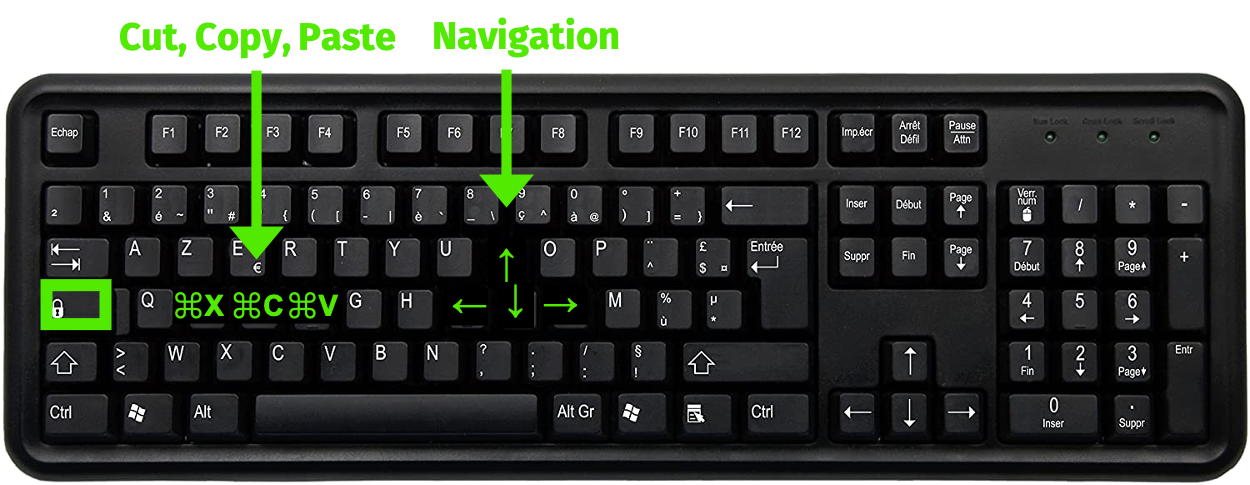 Cut, Copy, Paste Navigation
Echap F1 F2 F3 F4 F5 F6 F8 F9 F10 F11 F12 Imp.écr Arrêt Défil Pause Attn
Num Lock Caps Lock Scroll Lock
² 1 & 2 é ~ 3 " # 4 { 5 ( [ 6 - | 7 è ` 8 _ \ 9 ç ^ 0 à @ ° ) ] + = } ← Inser Début Page ↑ Verr. num / * -
A Z E € R T Y U ↑ O P ¨ ^ £ $ ¤ Entrée Suppr Fin Page ↓ 7 Début 8 ↑ 9 Page +
Q ⌘X ⌘C ⌘V G H ← ↓ → M % ù µ * 4 ← 5 6 →
> < W X C V B N ? , . ; / : § ! ↑ 1 Fin 2 ↓ 3 Page Entr
Ctrl Alt Alt Gr Ctrl ← ↓ → 0 Inser . Suppr